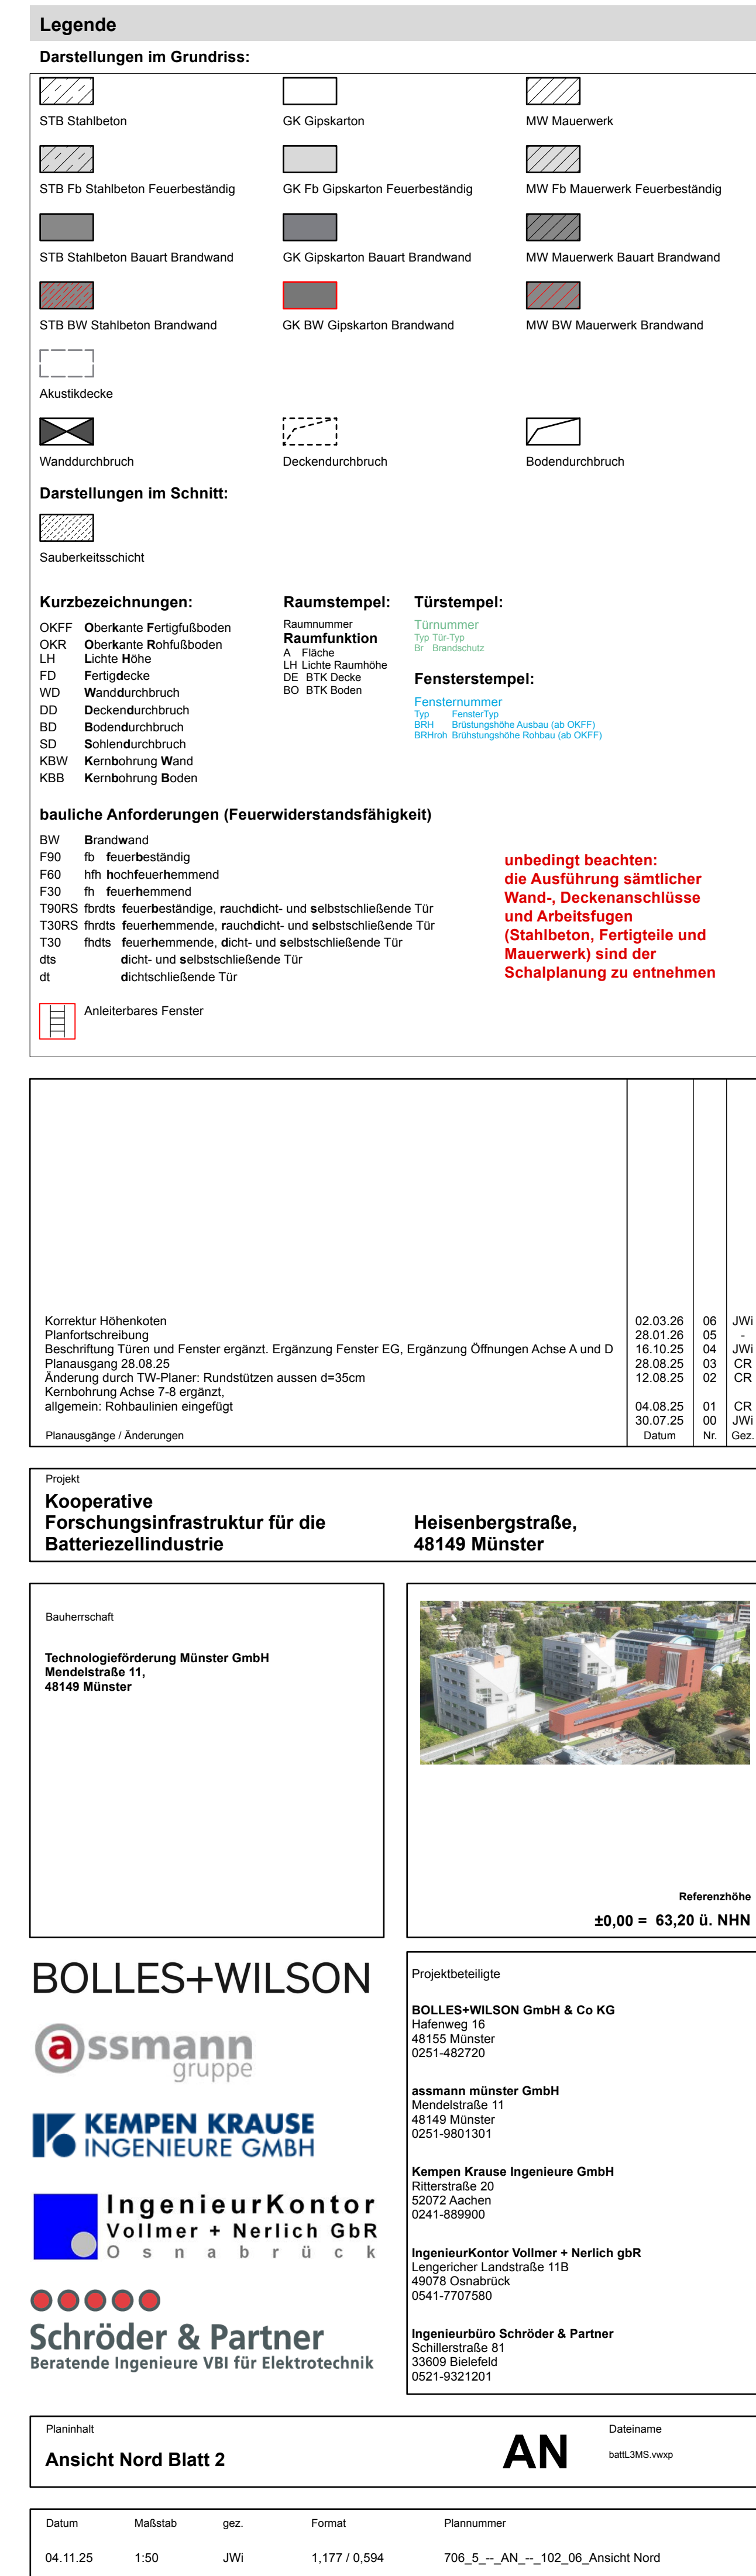 Legende
Darstellungen im Grundriss:
STB Stahlbeton
GK Gipskarton
MW Mauerwerk
STB Fb Stahlbeton Feuerbeständig
GK Fb Gipskarton Feuerbeständig
MW Fb Mauerwerk Feuerbeständig
STB Stahlbeton Bauart Brandwand
GK Gipskarton Bauart Brandwand
MW Mauerwerk Bauart Brandwand
STB BW Stahlbeton Brandwand
GK BW Gipskarton Brandwand
MW BW Mauerwerk Brandwand
Akustikdecke
Wanddurchbruch
Deckendurchbruch
Bodendurchbruch
Darstellungen im Schnitt:
Sauberkeitsschicht
Kurzbezeichnungen:
OKFF Oberkante Fertigfußboden
OKR Oberkante Rohfußboden
LH Lichte Höhe
FD Fertigdecke
WD Wanddurchbruch
DD Deckendurchbruch
BD Bodendurchbruch
SD Sohlendurchbruch
KBW Kernbohrung Wand
KBB Kernbohrung Boden
Raumstempel:
Raumnummer
Raumfunktion
A Fläche
LH Lichte Raumhöhe
DE BTK Decke
BO BTK Boden
Türstempel:
Türnummer
Typ Tür-Typ
Br Brandschutz
Fensterstempel:
Fensternummer
Typ FensterTyp
BRH Brüstungshöhe Ausbau (ab OKFF)
BRHroh Brühstungshöhe Rohbau (ab OKFF)
bauliche Anforderungen (Feuerwiderstandsfähigkeit)
BW Brandwand
F90 fb feuerbeständig
F60 hfh hochfeuerhemmend
F30 fh feuerhemmend
T90RS fbrdts feuerbeständige, rauchdicht- und selbstschließende Tür
T30RS fhrdts feuerhemmende, rauchdicht- und selbstschließende Tür
T30 fhdts feuerhemmende, dicht- und selbstschließende Tür
dts dicht- und selbstschließende Tür
dt dichtschließende Tür
Anleiterbares Fenster
unbedingt beachten:
die Ausführung sämtlicher
Wand-, Deckenanschlüsse
und Arbeitsfugen
(Stahlbeton, Fertigteile und
Mauerwerk) sind der
Schalplanung zu entnehmen
Korrektur Höhenkoten 02.03.26 06 JWi
Planfortschreibung 28.01.26 05 -
Beschriftung Türen und Fenster ergänzt. Ergänzung Fenster EG, Ergänzung Öffnungen Achse A und D 16.10.25 04 JWi
Planausgang 28.08.25 28.08.25 03 CR
Änderung durch TW-Planer: Rundstützen aussen d=35cm 12.08.25 02 CR
Kernbohrung Achse 7-8 ergänzt,
allgemein: Rohbaulinien eingefügt 04.08.25 01 CR
30.07.25 00 JWi
Planausgänge / Änderungen Datum Nr. Gez.
Projekt
Kooperative
Forschungsinfrastruktur für die
Batteriezellindustrie
Heisenbergstraße,
48149 Münster
Bauherrschaft
Technologieförderung Münster GmbH
Mendelstraße 11,
48149 Münster
Referenzhöhe
±0,00 = 63,20 ü. NHN
BOLLES+WILSON
assmann
gruppe
KEMPEN KRAUSE
INGENIEURE GMBH
IngenieurKontor
Vollmer + Nerlich GbR
Osnabrück
Schröder & Partner
Beratende Ingenieure VBI für Elektrotechnik
Projektbeteiligte
BOLLES+WILSON GmbH & Co KG
Hafenweg 16
48155 Münster
0251-482720
assmann münster GmbH
Mendelstraße 11
48149 Münster
0251-9801301
Kempen Krause Ingenieure GmbH
Ritterstraße 20
52072 Aachen
0241-889900
IngenieurKontor Vollmer + Nerlich gbR
Lengericher Landstraße 11B
49078 Osnabrück
0541-7707580
Ingenieurbüro Schröder & Partner
Schillerstraße 81
33609 Bielefeld
0521-9321201
Planinhalt
Ansicht Nord Blatt 2
AN
Dateiname
battL3MS.vwxp
Datum Maßstab gez. Format Plannummer
04.11.25 1:50 JWi 1,177 / 0,594 706_5_--_AN_--_102_06_Ansicht Nord